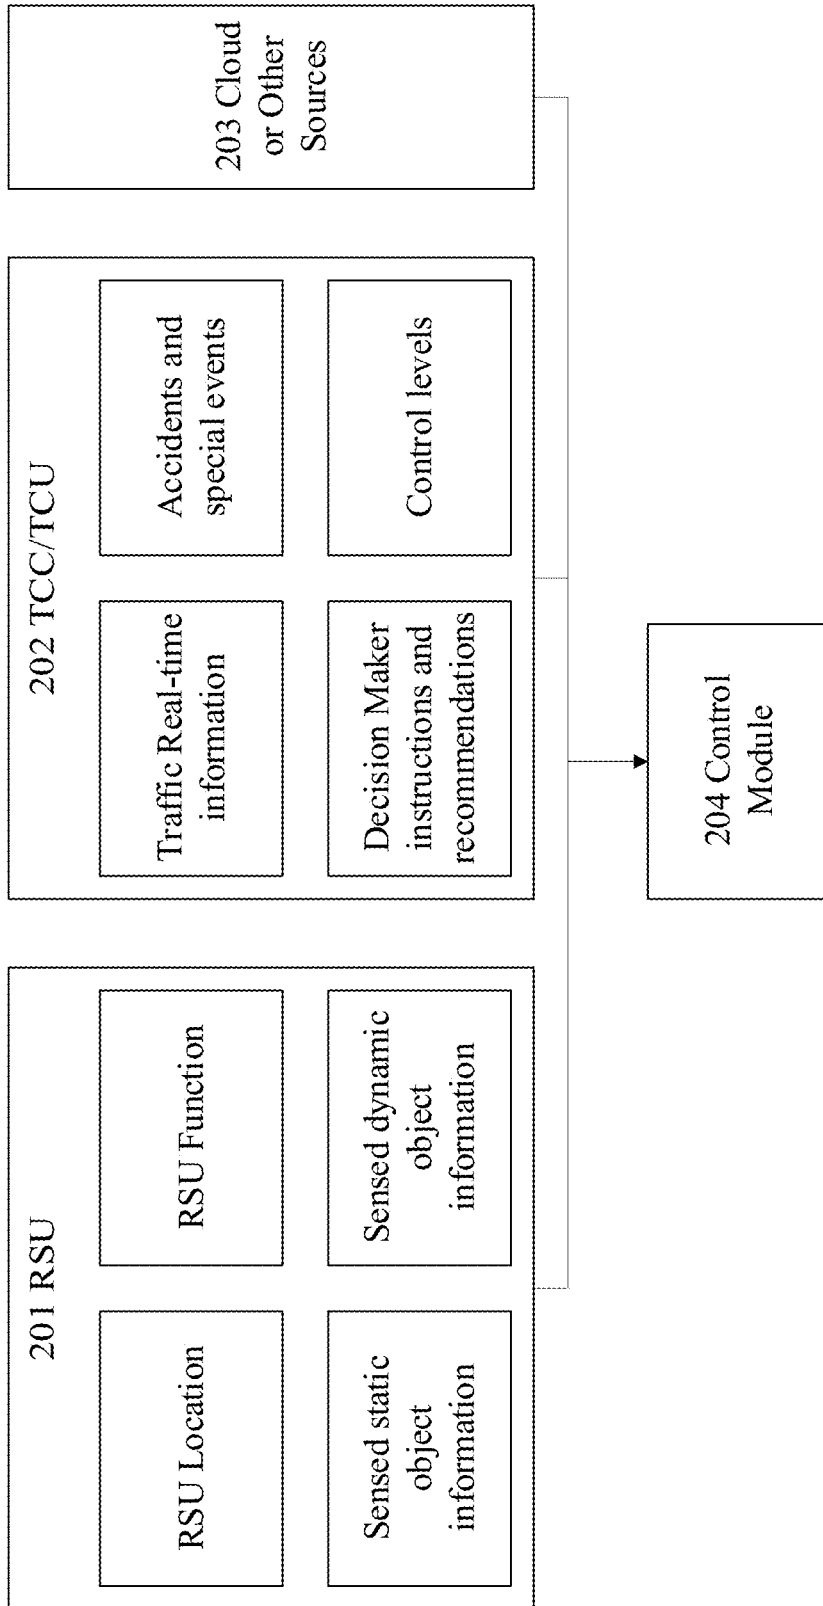 201 RSU
RSU Location
RSU Function
Sensed static
object
information
Sensed dynamic
object
information
202 TCC/TCU
Traffic Real-time
information
Accidents and
special events
Decision Maker
instructions and
recommendations
Control levels
203 Cloud
or Other
Sources
204 Control
Module